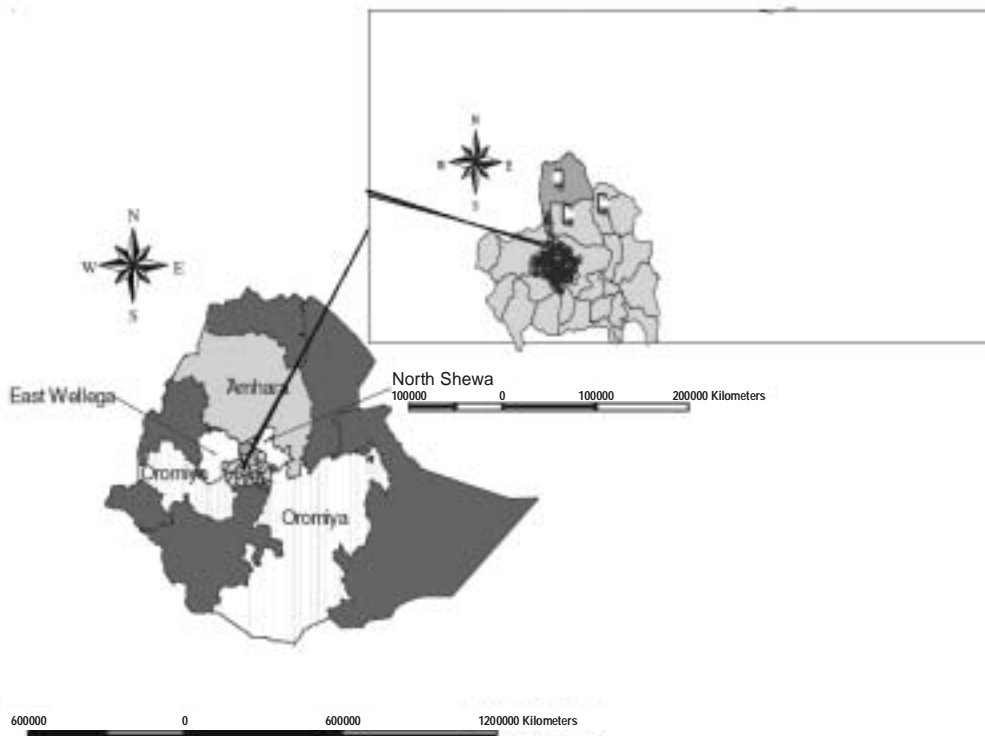 N
W E
S
N
E
S
East Wellega
Amhara
North Shewa
100000 0 100000 200000 Kilometers
Oromiya
Oromiya
600000 0 600000 1200000 Kilometers